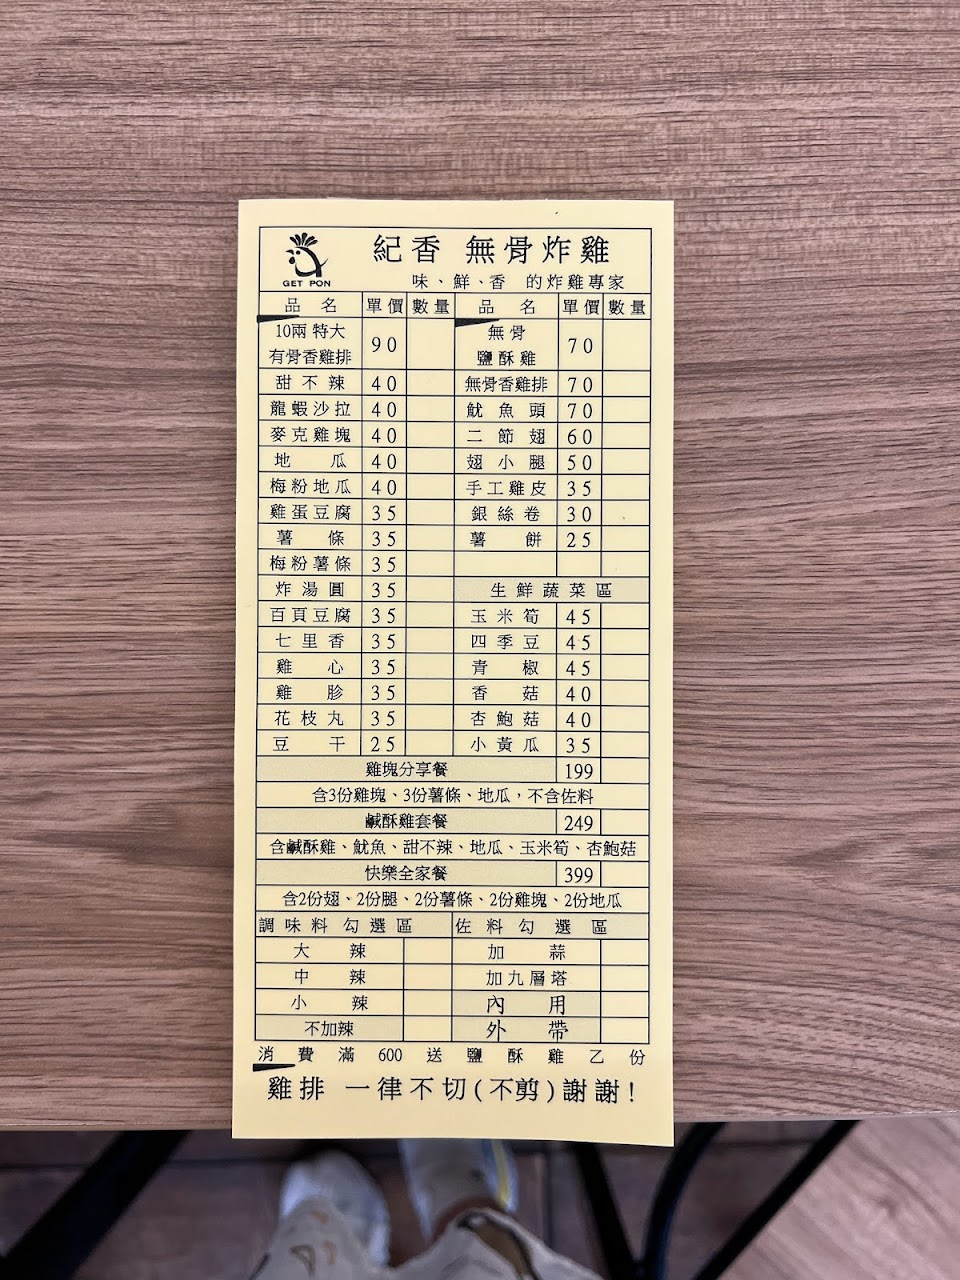 紀香 無骨炸雞
GET PON
味、鮮、香 的炸雞專家
品名 單價 數量 品名 單價 數量
10兩 特大 有骨香雞排 90 無骨 鹽酥雞 70
甜不辣 40 無骨香雞排 70
龍蝦沙拉 40 魷魚頭 70
麥克雞塊 40 二節翅 60
地瓜 40 翅小腿 50
梅粉地瓜 40 手工雞皮 35
雞蛋豆腐 35 銀絲卷 30
薯條 35 薯餅 25
梅粉薯條 35
炸湯圓 35 生鮮蔬菜區
百頁豆腐 35 玉米筍 45
七里香 35 四季豆 45
雞心 35 青椒 45
雞胗 35 香菇 40
花枝丸 35 杏鮑菇 40
豆干 25 小黃瓜 35
雞塊分享餐 199
含3份雞塊、3份薯條、地瓜，不含佐料
鹹酥雞套餐 249
含鹹酥雞、魷魚、甜不辣、地瓜、玉米筍、杏鮑菇
快樂全家餐 399
含2份翅、2份腿、2份薯條、2份雞塊、2份地瓜
調味料勾選區 佐料勾選區
大辣 加蒜
中辣 加九層塔
小辣 內用
不加辣 外帶
消費滿600送鹽酥雞乙份
雞排 一律不切(不剪)謝謝!